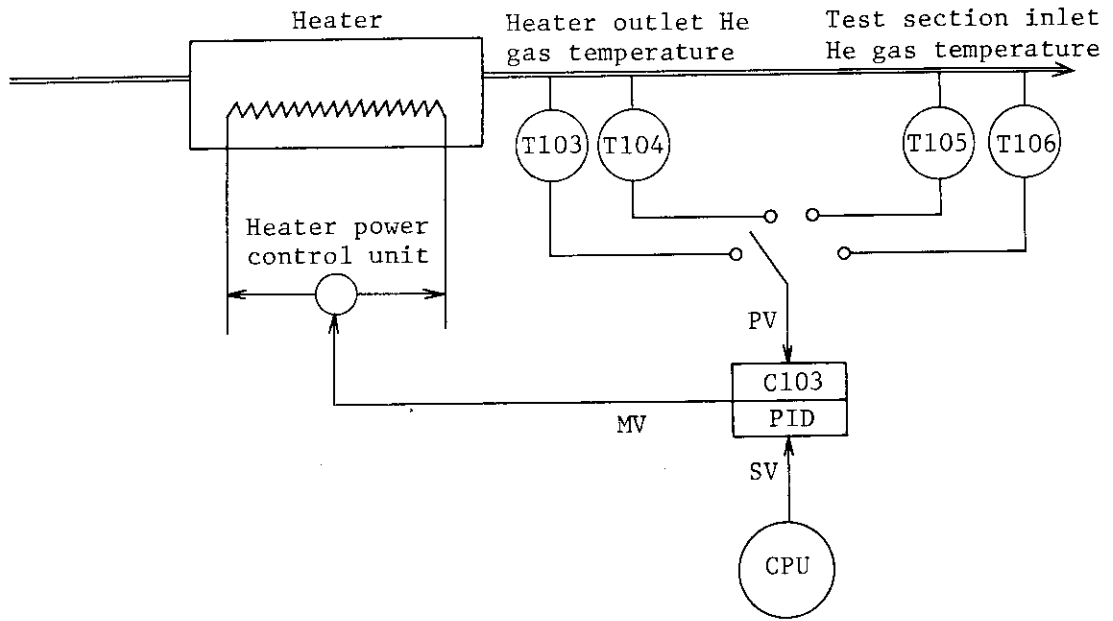 Heater
Heater outlet He
gas temperature
Test section inlet
He gas temperature
T103
T104
T105
T106
Heater power
control unit
PV
C103
PID
MV
SV
CPU